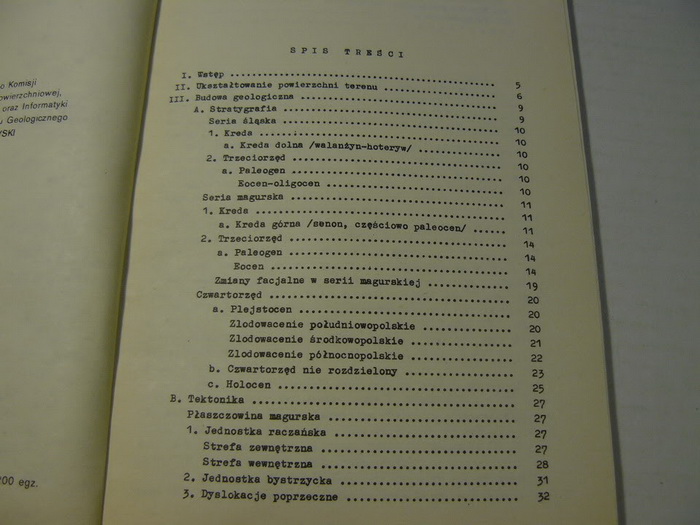 o Komisji
owierzchniowej,
oraz Informatyki
u Geologicznego
YSKI
00 egz.
SPIS TREŚCI
I. Wstęp ........ 5
II. Ukształtowanie powierzchni terenu ........ 6
III. Budowa geologiczna ........ 9
A. Stratygrafia ........ 9
Seria śląska ........ 10
1. Kreda ........ 10
a. Kreda dolna /walanżyn-hoteryw/ ........ 10
2. Trzeciorzęd ........ 10
a. Paleogen ........ 10
Eocen-oligocen ........ 10
Seria magurska ........ 11
1. Kreda ........ 11
a. Kreda górna /senon, częściowo paleocen/ ...... 11
2. Trzeciorzęd ........ 14
a. Paleogen ........ 14
Eocen ........ 14
Zmiany facjalne w serii magurskiej ........ 19
Czwartorzęd ........ 20
a. Plejstocen ........ 20
Zlodowacenie południowopolskie ........ 20
Zlodowacenie środkowopolskie ........ 21
Zlodowacenie północnopolskie ........ 22
b. Czwartorzęd nie rozdzielony ........ 23
c. Holocen ........ 25
B. Tektonika ........ 27
Płaszczowina magurska ........ 27
1. Jednostka raczańska ........ 27
Strefa zewnętrzna ........ 27
Strefa wewnętrzna ........ 28
2. Jednostka bystrzycka ........ 31
3. Dyslokacje poprzeczne ........ 32